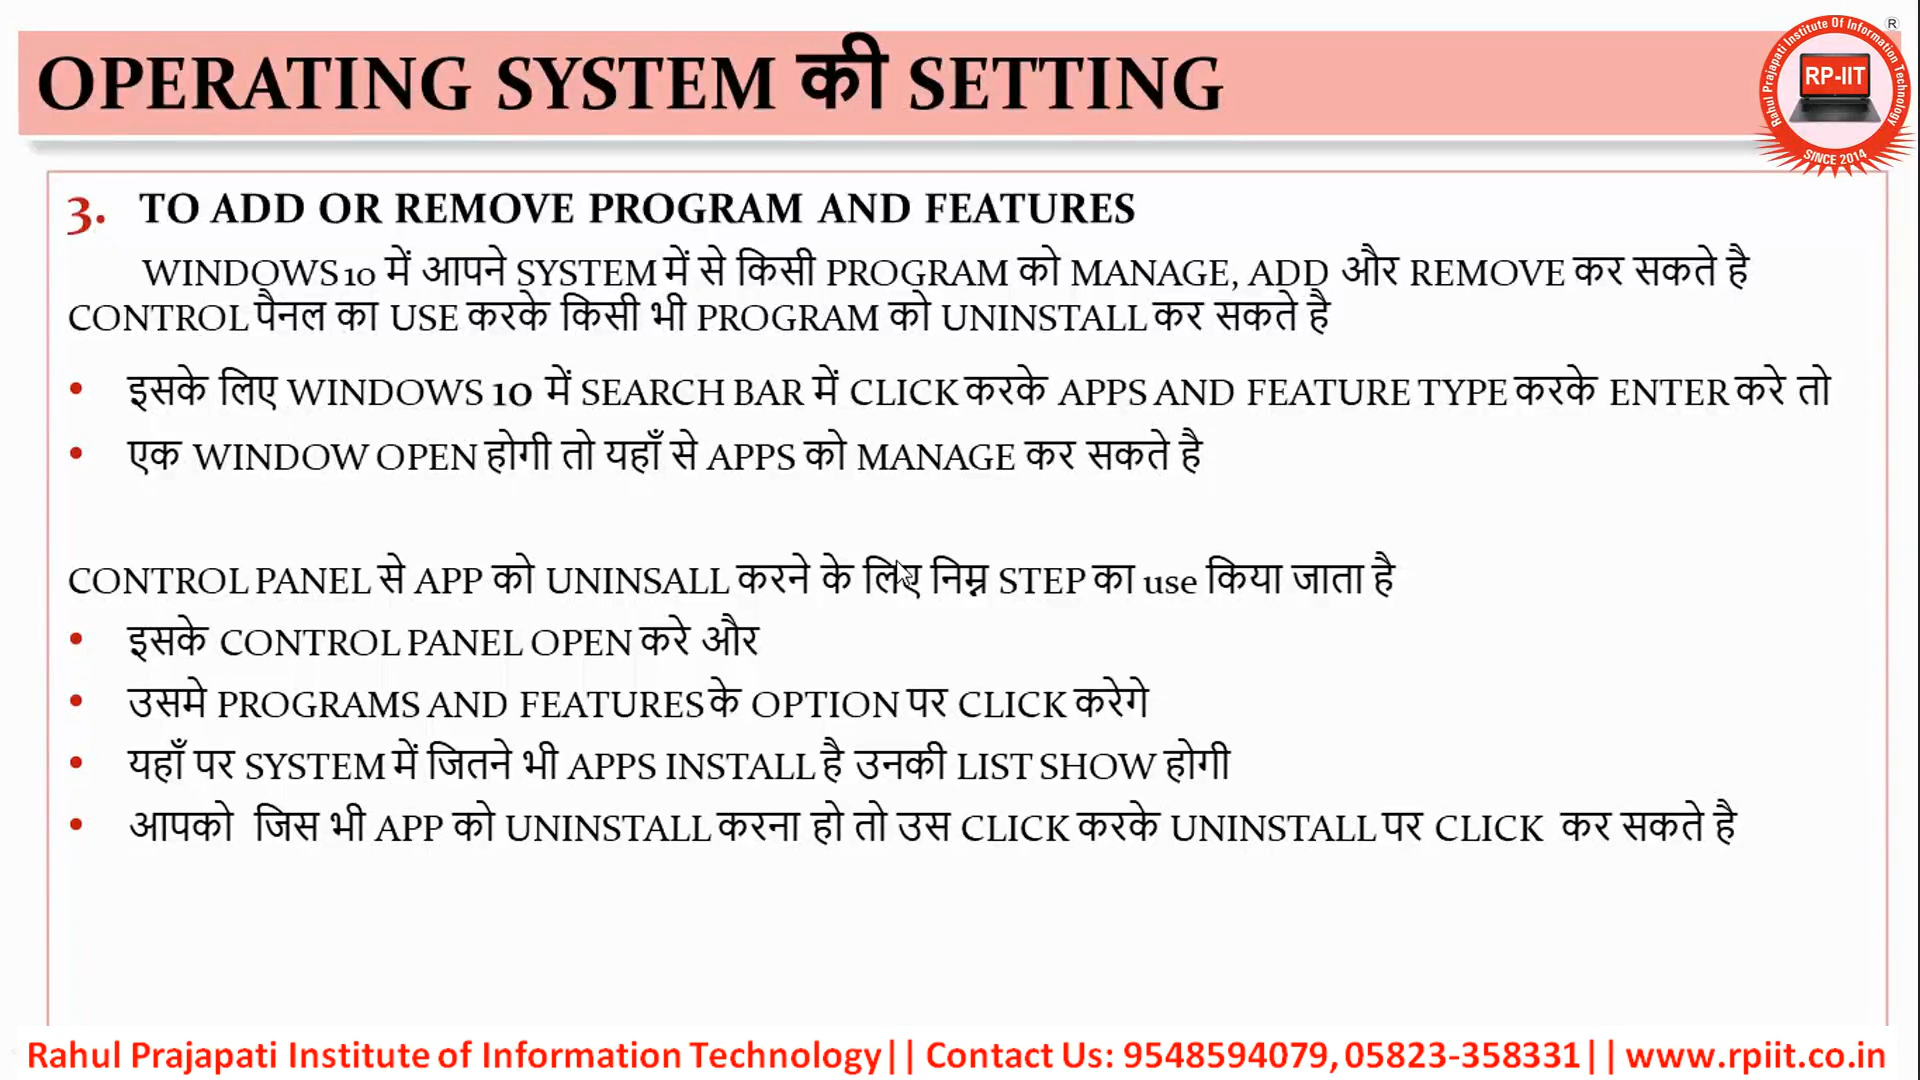 OPERATING SYSTEM की SETTING
Rahul Prajapati Institute Of Information Technology
®
RP-IIT
SINCE 2014
3. TO ADD OR REMOVE PROGRAM AND FEATURES
WINDOWS 10 में आपने SYSTEM में से किसी PROGRAM को MANAGE, ADD और REMOVE कर सकते है
CONTROL पैनल का USE करके किसी भी PROGRAM को UNINSTALL कर सकते है
• इसके लिए WINDOWS 10 में SEARCH BAR में CLICK करके APPS AND FEATURE TYPE करके ENTER करे तो
• एक WINDOW OPEN होगी तो यहाँ से APPS को MANAGE कर सकते है
CONTROL PANEL से APP को UNINSALL करने के लिए निम्न STEP का use किया जाता है
• इसके CONTROL PANEL OPEN करे और
• उसमे PROGRAMS AND FEATURES के OPTION पर CLICK करेगे
• यहाँ पर SYSTEM में जितने भी APPS INSTALL है उनकी LIST SHOW होगी
• आपको जिस भी APP को UNINSTALL करना हो तो उस CLICK करके UNINSTALL पर CLICK कर सकते है
Rahul Prajapati Institute of Information Technology|| Contact Us: 9548594079, 05823-358331|| www.rpiit.co.in